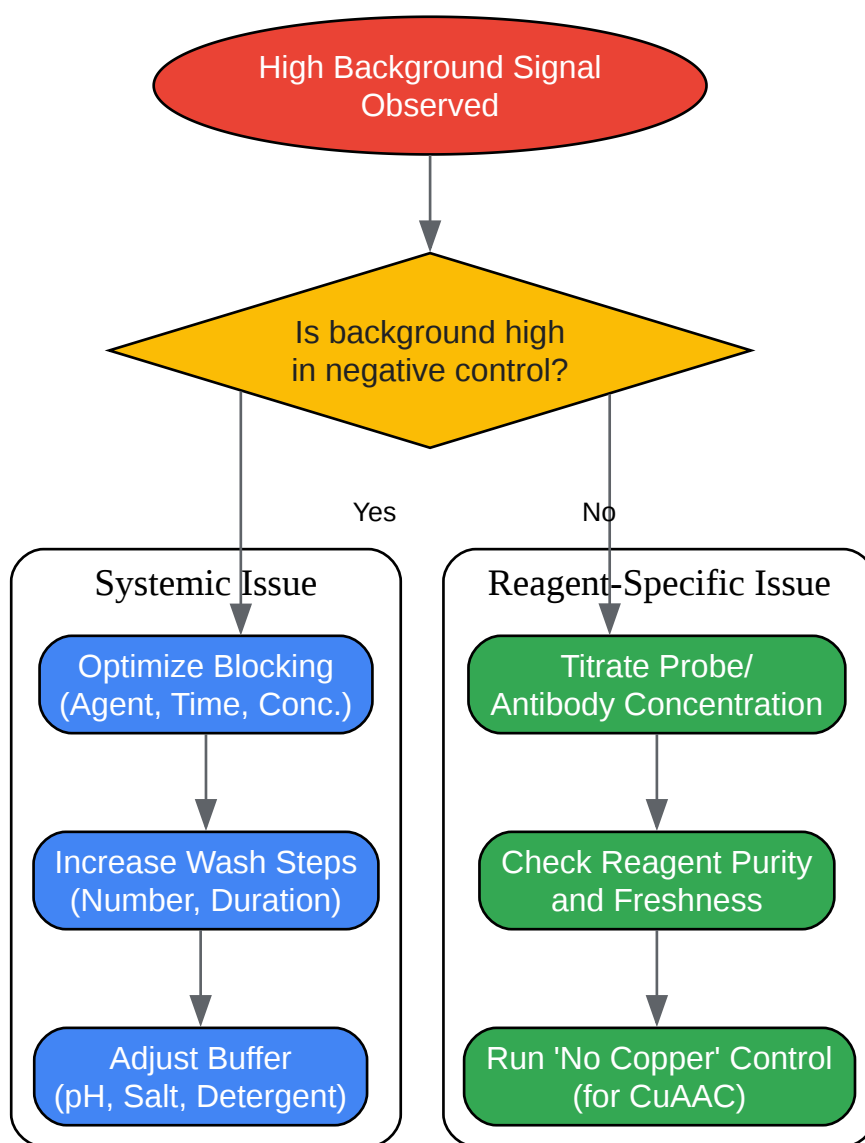 High Background Signal
Observed
Is background high
in negative control?
Yes
No
Systemic Issue
Optimize Blocking
(Agent, Time, Conc.)
Increase Wash Steps
(Number, Duration)
Adjust Buffer
(pH, Salt, Detergent)
Reagent-Specific Issue
Titrate Probe/
Antibody Concentration
Check Reagent Purity
and Freshness
Run 'No Copper' Control
(for CuAAC)